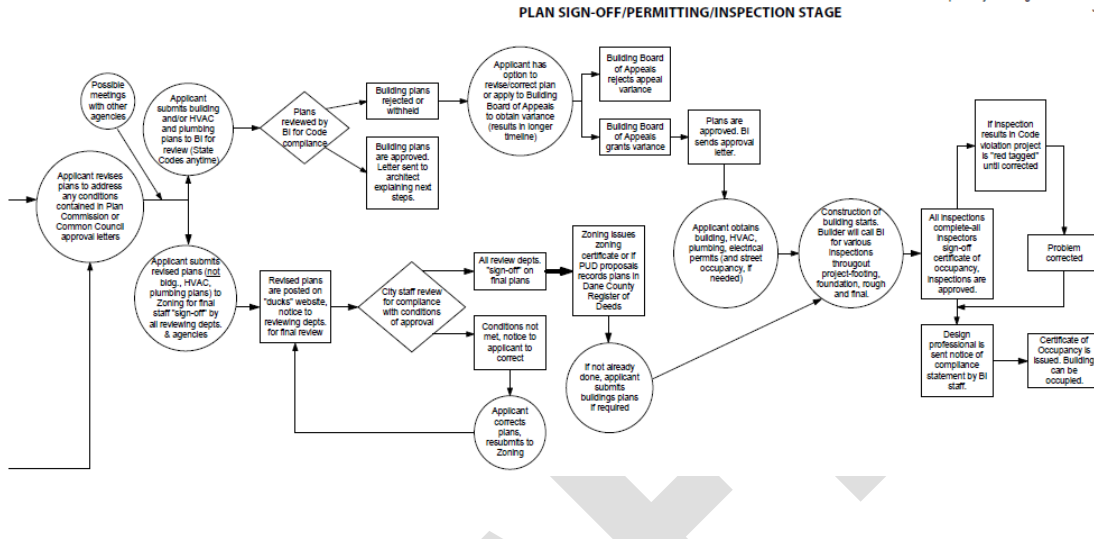 PLAN SIGN-OFF/PERMITTING/INSPECTION STAGE
Possible
meetings
with other
agencies
Applicant
submits building
and/or HVAC
and plumbing
plans to BI for
review (State
Codes anytime)
Plans
reviewed by
BI for Code
compliance
Building plans
rejected or
withheld
Building plans
are approved.
Letter sent to
architect
explaining next
steps.
Applicant has
option to
revise/correct plan
or apply to Building
Board of Appeals
to obtain variance
(results in longer
timeline)
Building Board
of Appeals
rejects appeal
variance
Building Board
of Appeals
grants variance
Plans are
approved. BI
sends approval
letter.
If Inspection
results in Code
violation project
is "red tagged"
until corrected
Applicant revises
plans to address
any conditions
contained in Plan
Commission or
Common Council
approval letters
Applicant submits
revised plans (not
bldg., HVAC,
plumbing plans) to
Zoning for final
staff "sign-off" by
all reviewing depts.
& agencies
Revised plans
are posted on
"ducks" website,
notice to
reviewing depts.
for final review
City staff review
for compliance
with conditions
of approval
All review depts.
"sign-off" on
final plans
Conditions not
met, notice to
applicant to
correct
Applicant
corrects
plans,
resubmits to
Zoning
Zoning issues
zoning
certificate or if
PUD proposals
records plans in
Dane County
Register of
Deeds
If not already
done, applicant
submits
buildings plans
if required
Applicant obtains
building, HVAC,
plumbing, electrical
permits (and street
occupancy, if
needed)
Construction of
building starts.
Builder will call BI
for various
inspections
througout
project-footing,
foundation, rough
and final.
All inspections
complete-all
inspectors
sign-off
certificate of
occupancy,
inspections are
approved.
Problem
corrected
Design
professional is
sent notice of
compliance
statement by BI
staff.
Certificate of
Occupancy is
issued. Building
can be
occupied.